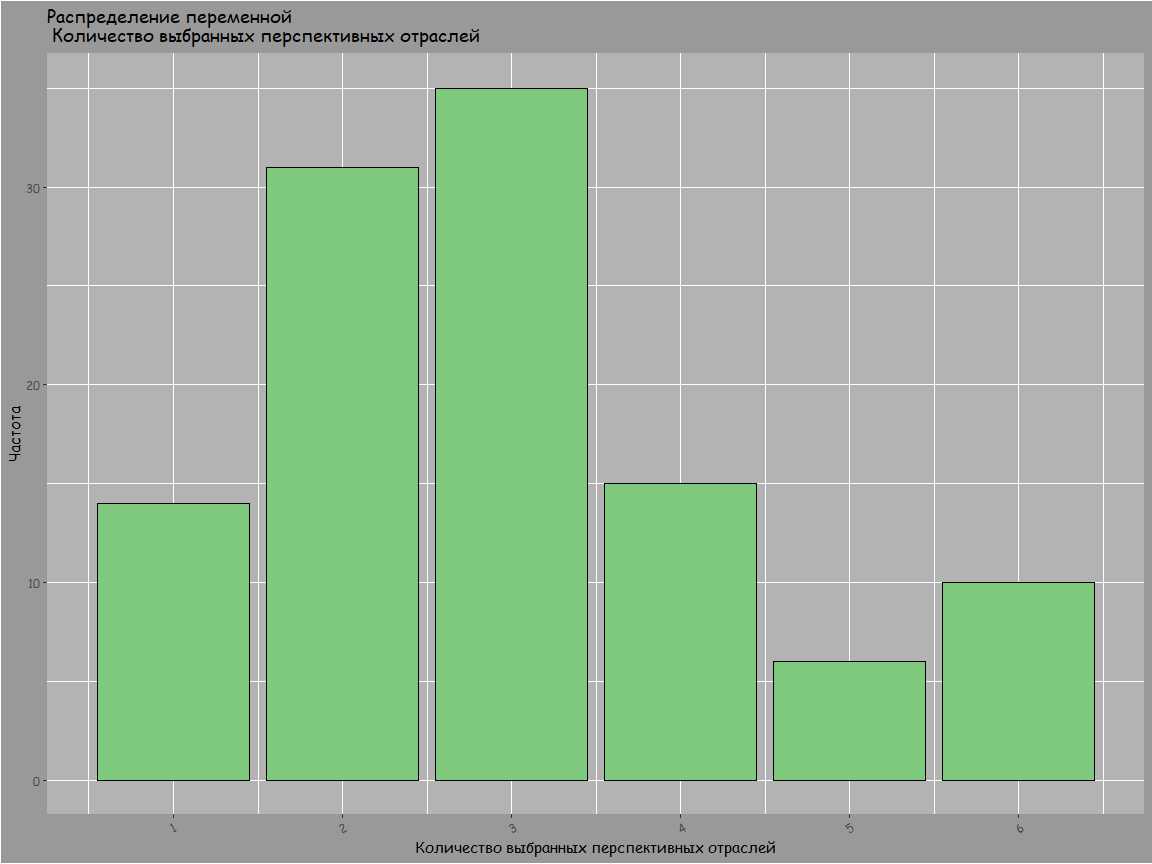 Распределение переменной
Количество выбранных перспективных отраслей
30
20
10
0
Частота
1
2
3
4
5
6
Количество выбранных перспективных отраслей